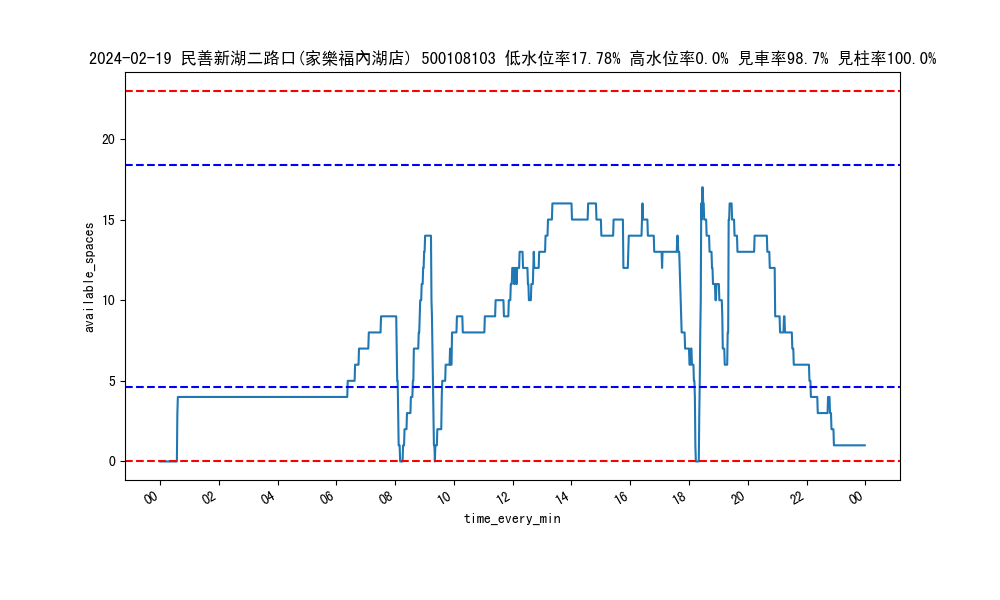 2024-02-19 民善新湖二路口(家樂福內湖店) 500108103 低水位率17.78% 高水位率0.0% 見車率98.7% 見柱率100.0%
20
15
10
5
0
available_spaces
00 02 04 06 08 10 12 14 16 18 20 22 00
time_every_min